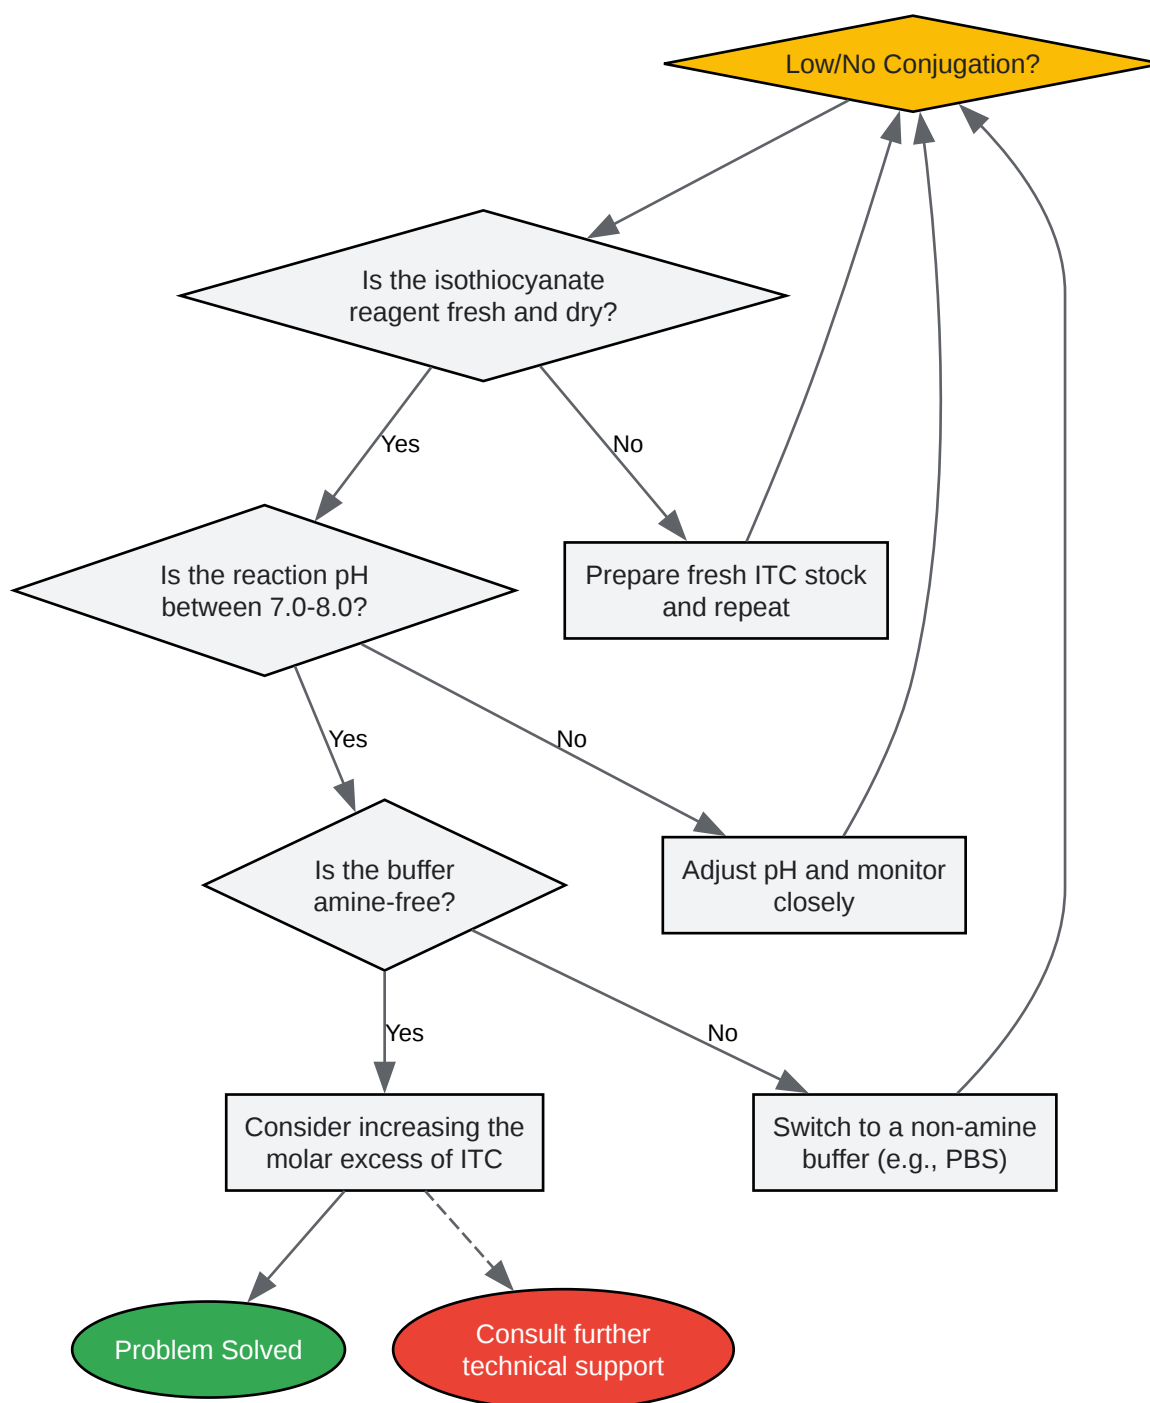 Low/No Conjugation?
Is the isothiocyanate
reagent fresh and dry?
Yes
No
Is the reaction pH
between 7.0-8.0?
Prepare fresh ITC stock
and repeat
Yes
No
Is the buffer
amine-free?
Adjust pH and monitor
closely
Yes
No
Consider increasing the
molar excess of ITC
Switch to a non-amine
buffer (e.g., PBS)
Problem Solved
Consult further
technical support